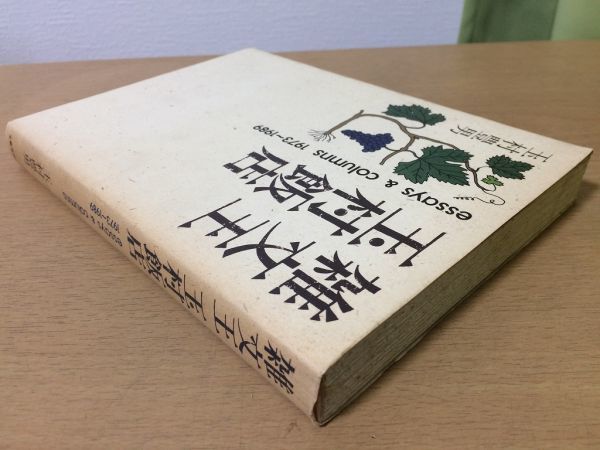 雑文王
玉村飯店
essays & columns 1973~1989
玉村豊男
雑文王 玉村飯店
essays & columns
1973~1989